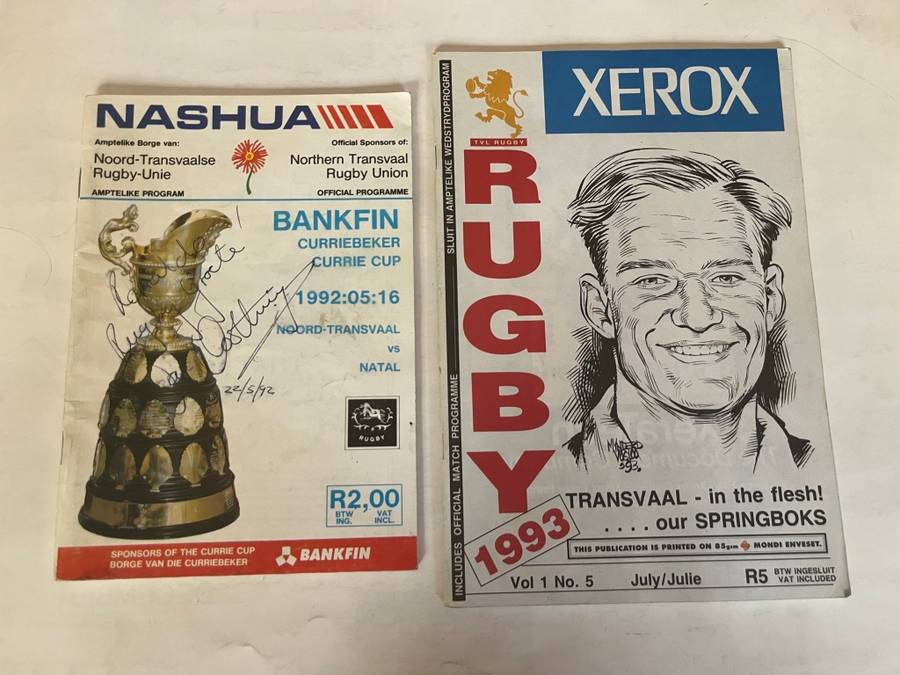 NASHUA
Amptelike Borge van:
Noord-Transvaalse
Rugby-Unie
AMPTELIKE PROGRAM
Official Sponsors of:
Northern Transvaal
Rugby Union
OFFICIAL PROGRAMME
BANKFIN
CURRIEBEKER
CURRIE CUP
1992:05:16
NOORD-TRANSVAAL
vs
NATAL
22/5/92
RUGBY
R2,00
BTW VAT
ING. INCL.
SPONSORS OF THE CURRIE CUP
BORGE VAN DIE CURRIEBEKER
BANKFIN
SLUIT IN AMPTELIKE WEDSTRYDPROGRAM
INCLUDES OFFICIAL MATCH PROGRAMME
TVL RUGBY
XEROX
RUGBY
1993
TRANSVAAL - in the flesh!
. . . . our SPRINGBOKS
THIS PUBLICATION IS PRINTED ON 85gsm MONDI ENVESET.
Vol 1 No. 5 July/Julie R5 BTW INGESLUIT
VAT INCLUDED